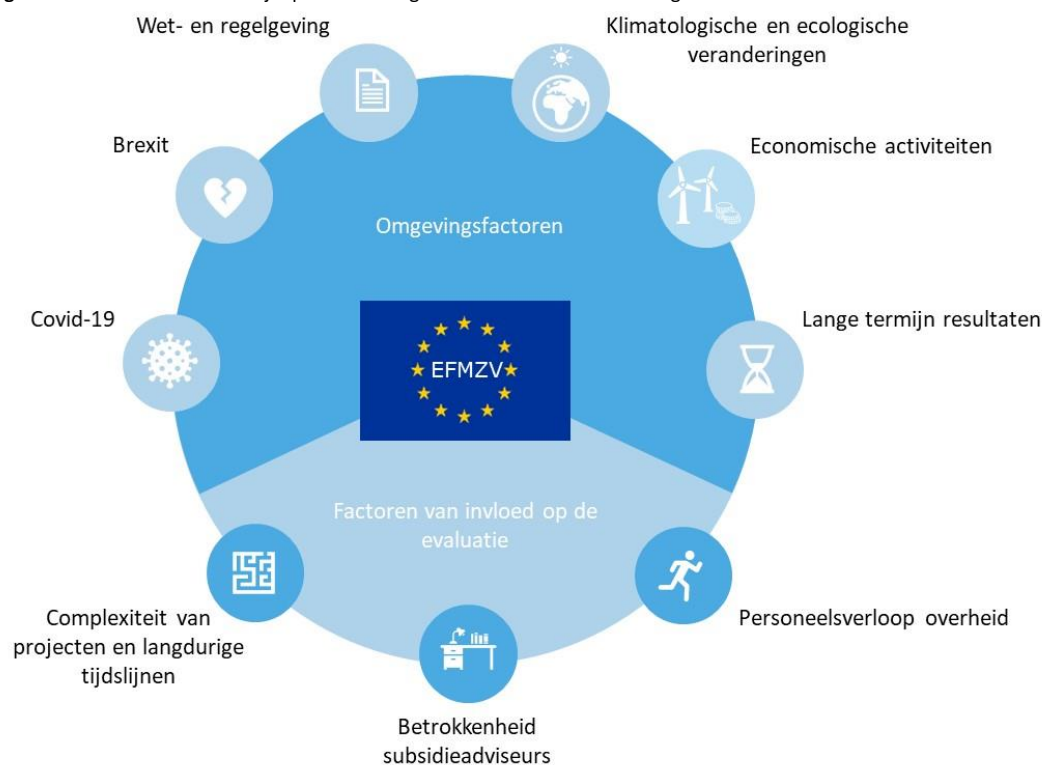 Wet- en regelgeving
Klimatologische en ecologische
veranderingen
Brexit
Economische activiteiten
Omgevingsfactoren
Covid-19
Lange termijn resultaten
EFMZV
Factoren van invloed op de
evaluatie
Complexiteit van
projecten en langdurige
tijdslijnen
Personeelsverloop overheid
Betrokkenheid
subsidieadviseurs